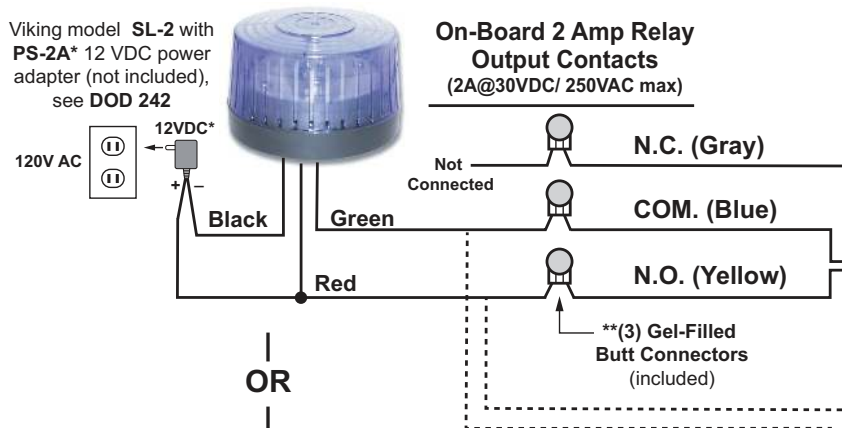 Viking model SL-2 with
PS-2A* 12 VDC power
adapter (not included),
see DOD 242
On-Board 2 Amp Relay
Output Contacts
(2A@30VDC/ 250VAC max)
12VDC*
120V AC
+ –
Not
Connected
N.C. (Gray)
Black
Green
COM. (Blue)
Red
N.O. (Yellow)
**(3) Gel-Filled
Butt Connectors
(included)
OR